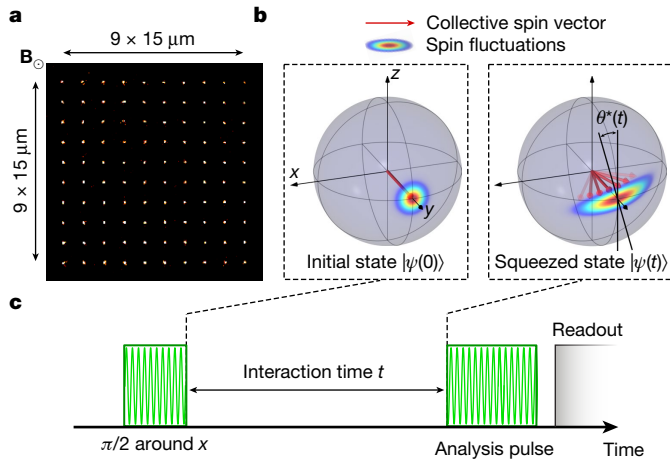 a
B⊙
9 × 15 μm
9 × 15 μm
b
Collective spin vector
Spin fluctuations
z
x
y
Initial state |ψ(0)⟩
θ*(t)
Squeezed state |ψ(t)⟩
c
Interaction time t
Readout
π/2 around x
Analysis pulse
Time